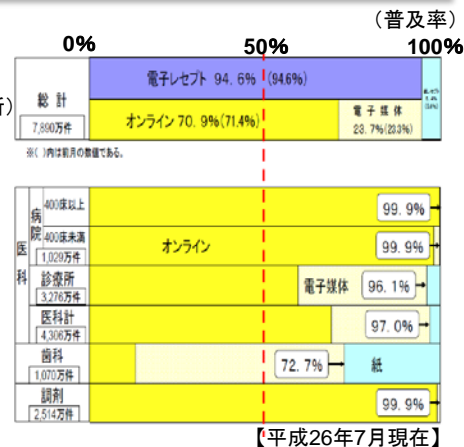 （普及率）
0% 50% 100%
電子レセプト 94.6% (94.6%)
総計
7,890万件
オンライン 70.9%(71.4%)
電子媒体
23.7%(23.3%)
※( )内は前月の数値である。
医科
病院
400床以上
99.9%
400床未満
1,029万件
オンライン
99.9%
診療所
3,276万件
電子媒体
96.1%
医科計
4,306万件
97.0%
歯科
1,070万件
72.7%
紙
調剤
2,514万件
99.9%
【平成26年7月現在】